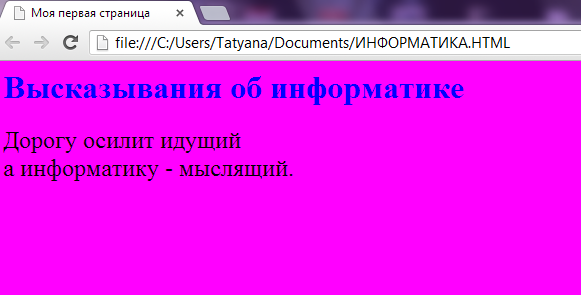 Моя первая страница
file:///C:/Users/Tatyana/Documents/ИНФОРМАТИКА.HTML
Высказывания об информатике
Дорогу осилит идущий
а информатику - мыслящий.